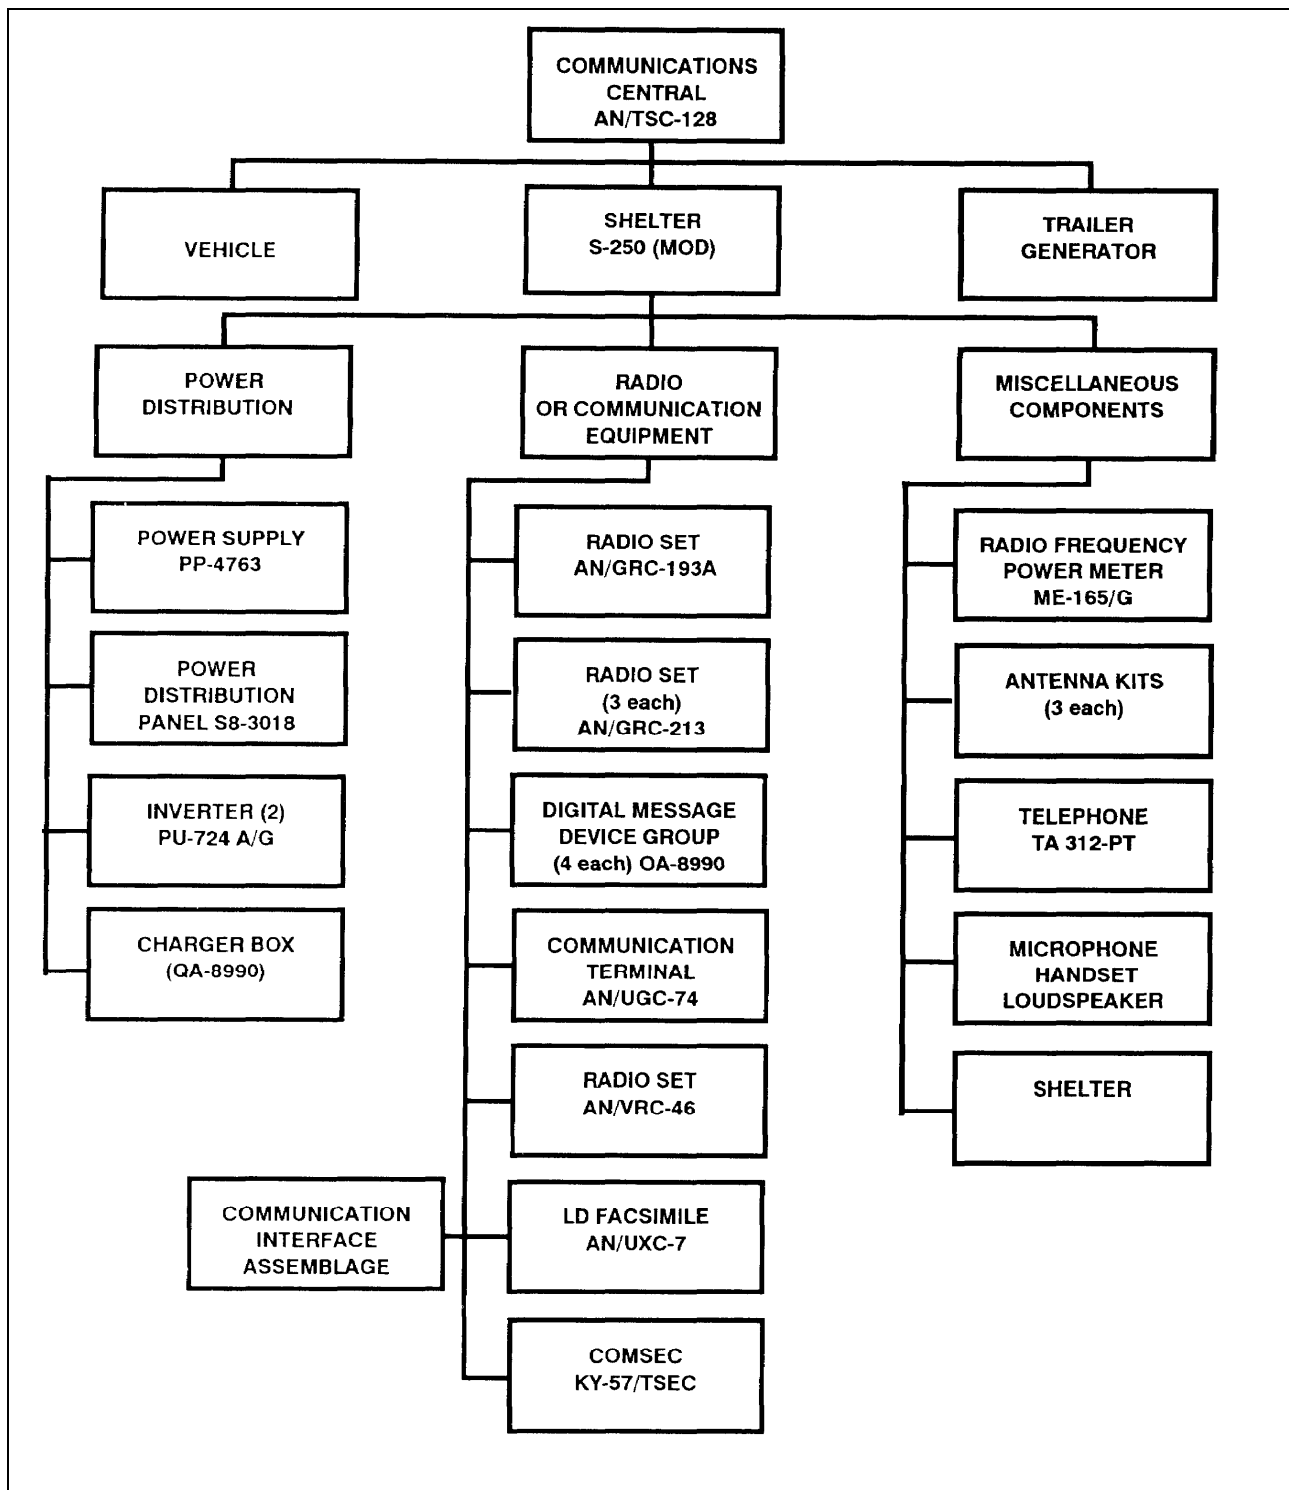 COMMUNICATIONS
CENTRAL
AN/TSC-128
VEHICLE
SHELTER
S-250 (MOD)
TRAILER
GENERATOR
POWER
DISTRIBUTION
RADIO
OR COMMUNICATION
EQUIPMENT
MISCELLANEOUS
COMPONENTS
POWER SUPPLY
PP-4763
POWER
DISTRIBUTION
PANEL S8-3018
INVERTER (2)
PU-724 A/G
CHARGER BOX
(QA-8990)
RADIO SET
AN/GRC-193A
RADIO SET
(3 each)
AN/GRC-213
DIGITAL MESSAGE
DEVICE GROUP
(4 each) OA-8990
COMMUNICATION
TERMINAL
AN/UGC-74
RADIO SET
AN/VRC-46
COMMUNICATION
INTERFACE
ASSEMBLAGE
LD FACSIMILE
AN/UXC-7
COMSEC
KY-57/TSEC
RADIO FREQUENCY
POWER METER
ME-165/G
ANTENNA KITS
(3 each)
TELEPHONE
TA 312-PT
MICROPHONE
HANDSET
LOUDSPEAKER
SHELTER